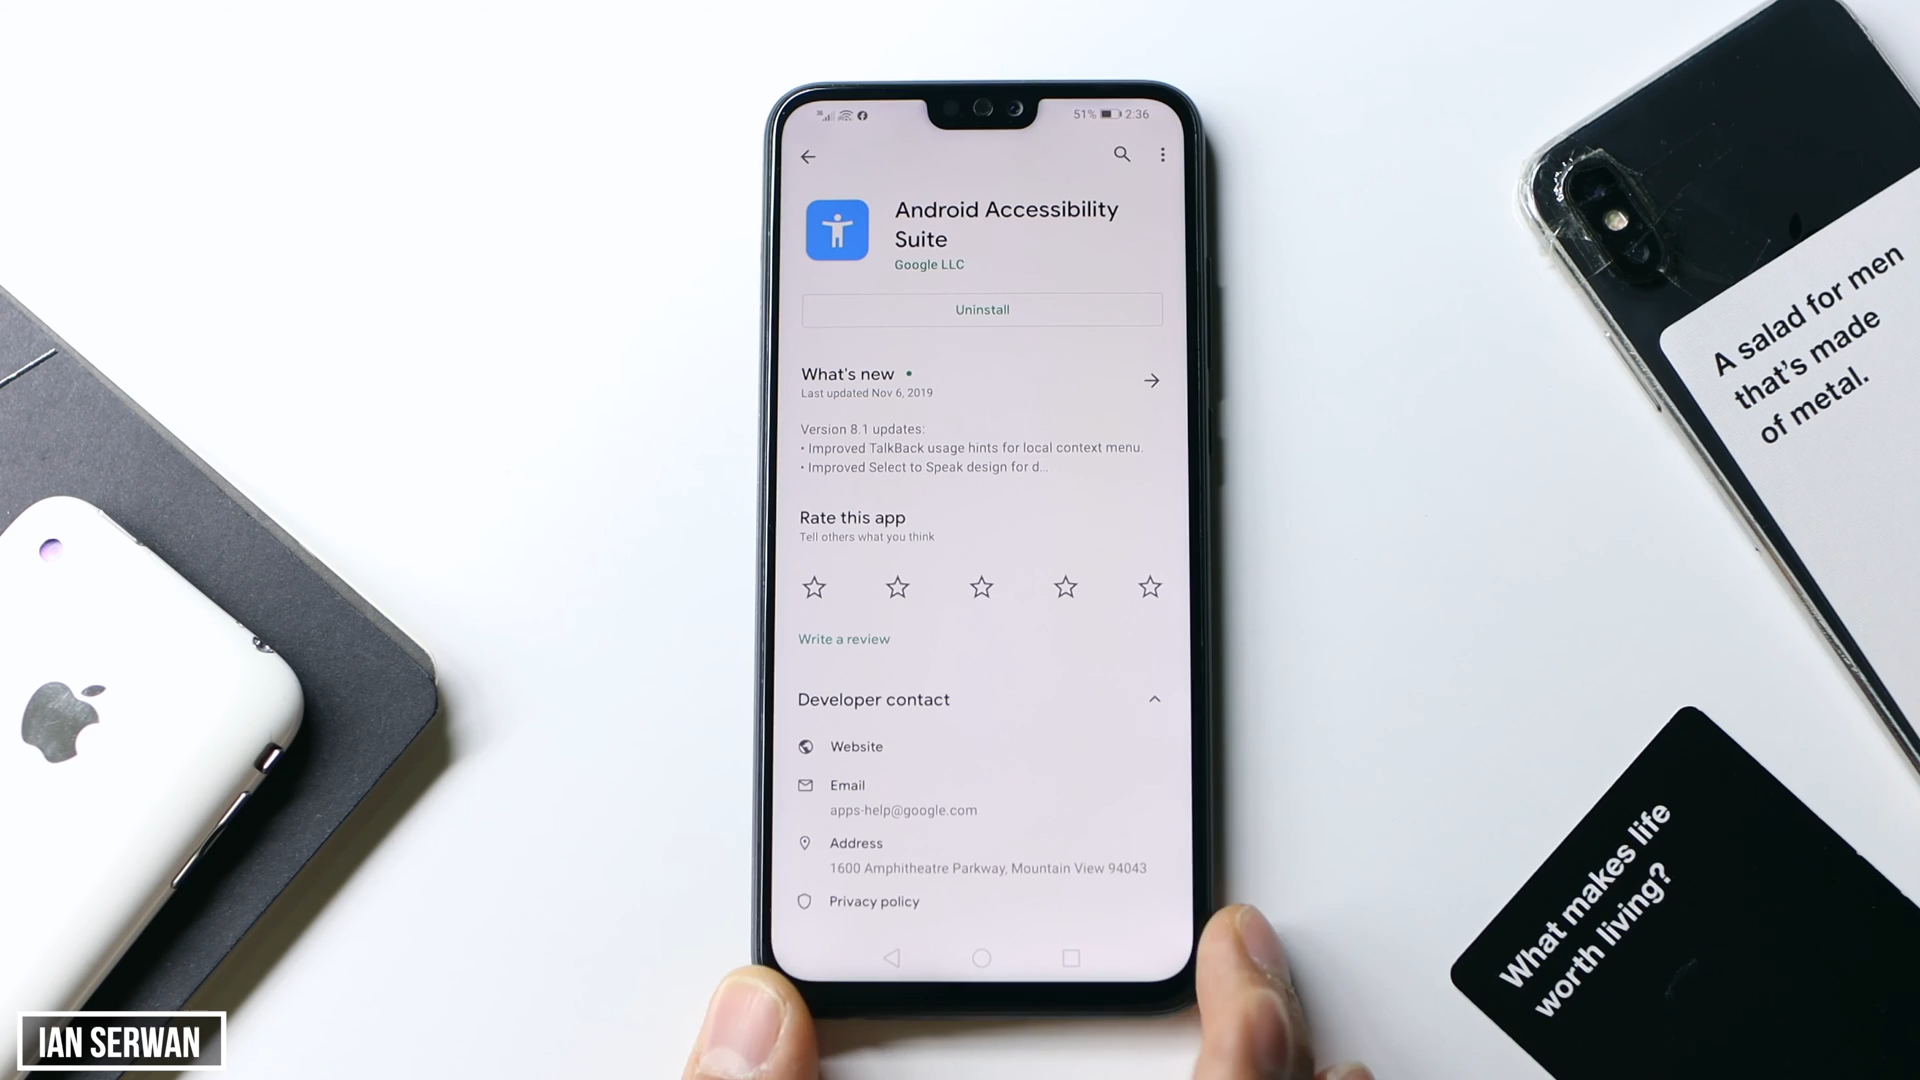 51% 2:36
Android Accessibility
Suite
Google LLC
Uninstall
What's new •
Last updated Nov 6, 2019
Version 8.1 updates:
• Improved TalkBack usage hints for local context menu.
• Improved Select to Speak design for d...
Rate this app
Tell others what you think
Write a review
Developer contact
Website
Email
apps-help@google.com
Address
1600 Amphitheatre Parkway, Mountain View 94043
Privacy policy
A salad for men
that's made
of metal.
What makes life
worth living?
IAN SERWAN